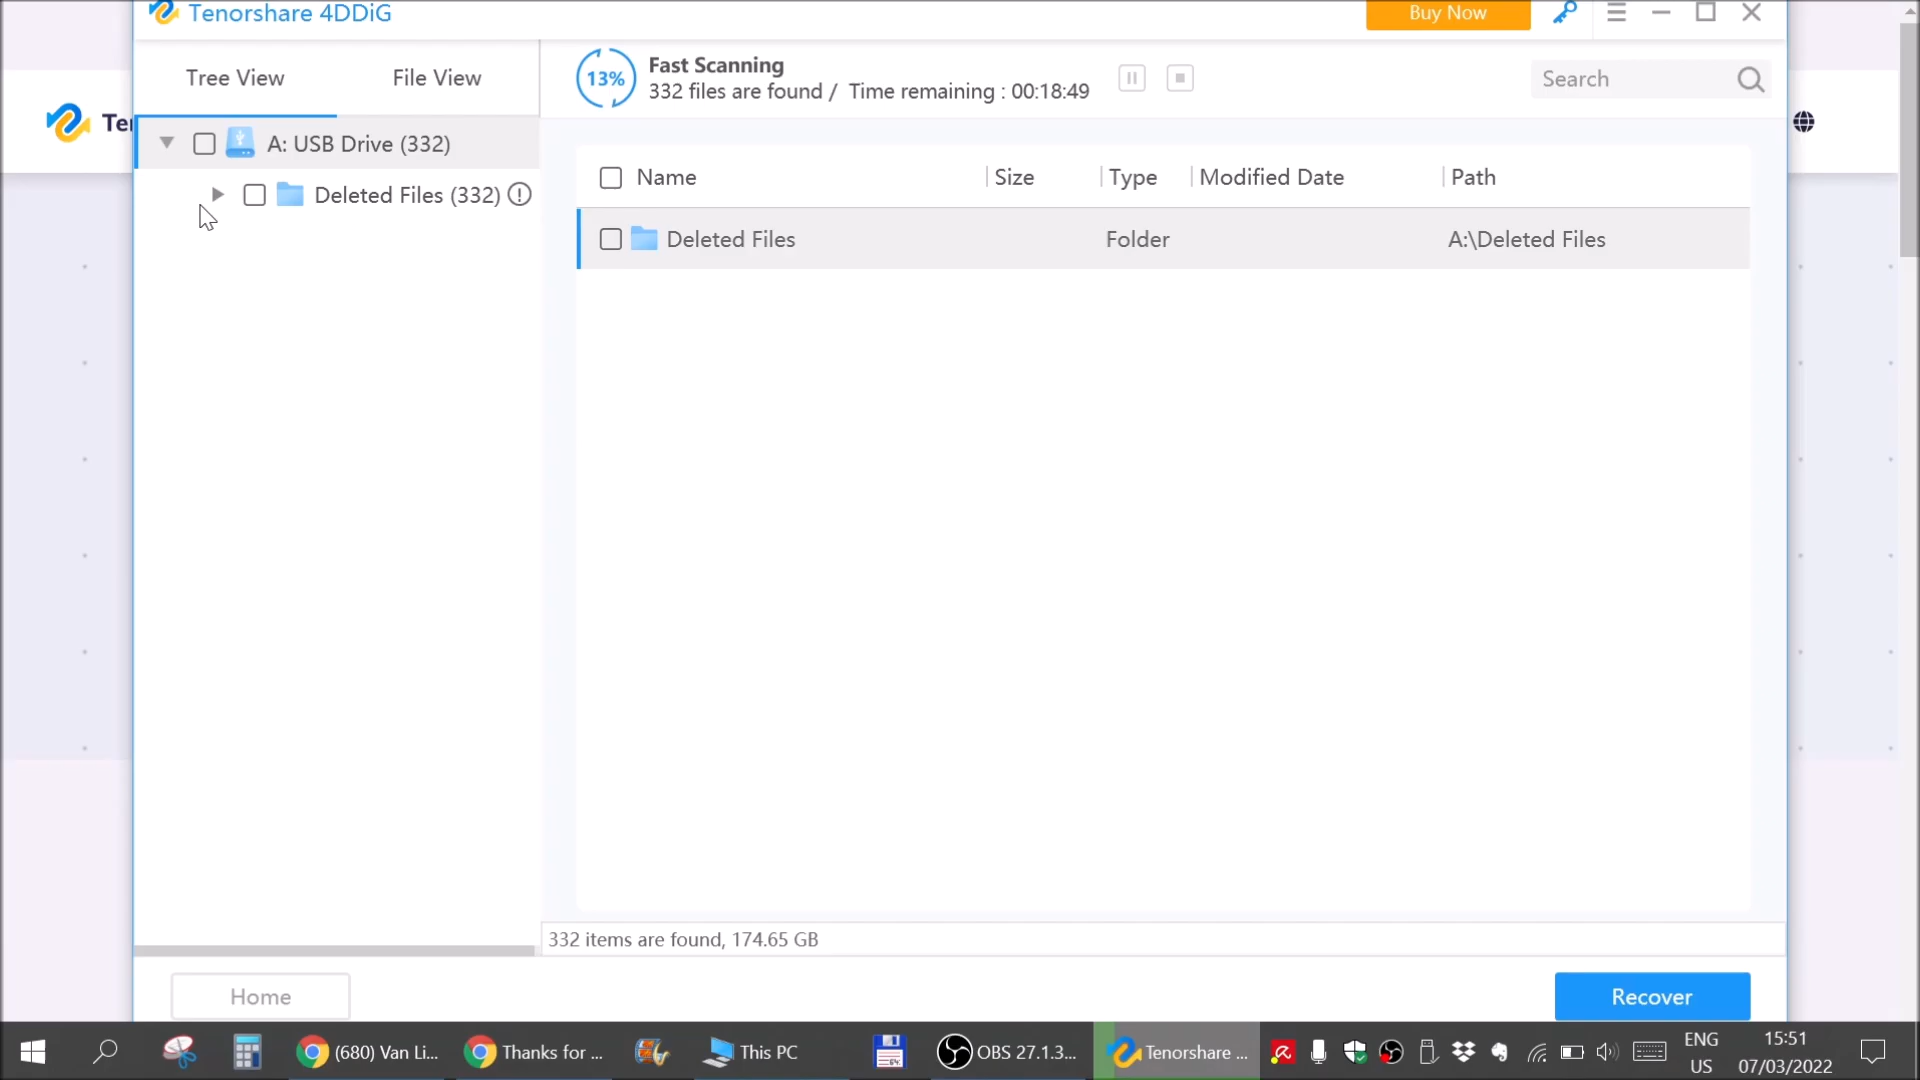 Tenorshare 4DDiG
Buy Now
Tree View
File View
13%
Fast Scanning
332 files are found / Time remaining : 00:18:49
Search
Te
A: USB Drive (332)
Deleted Files (332)
Name
Size
Type
Modified Date
Path
Deleted Files
Folder
A:\Deleted Files
332 items are found, 174.65 GB
Home
Recover
(680) Van Li...
Thanks for ...
This PC
OBS 27.1.3...
Tenorshare ...
ENG
US
15:51
07/03/2022